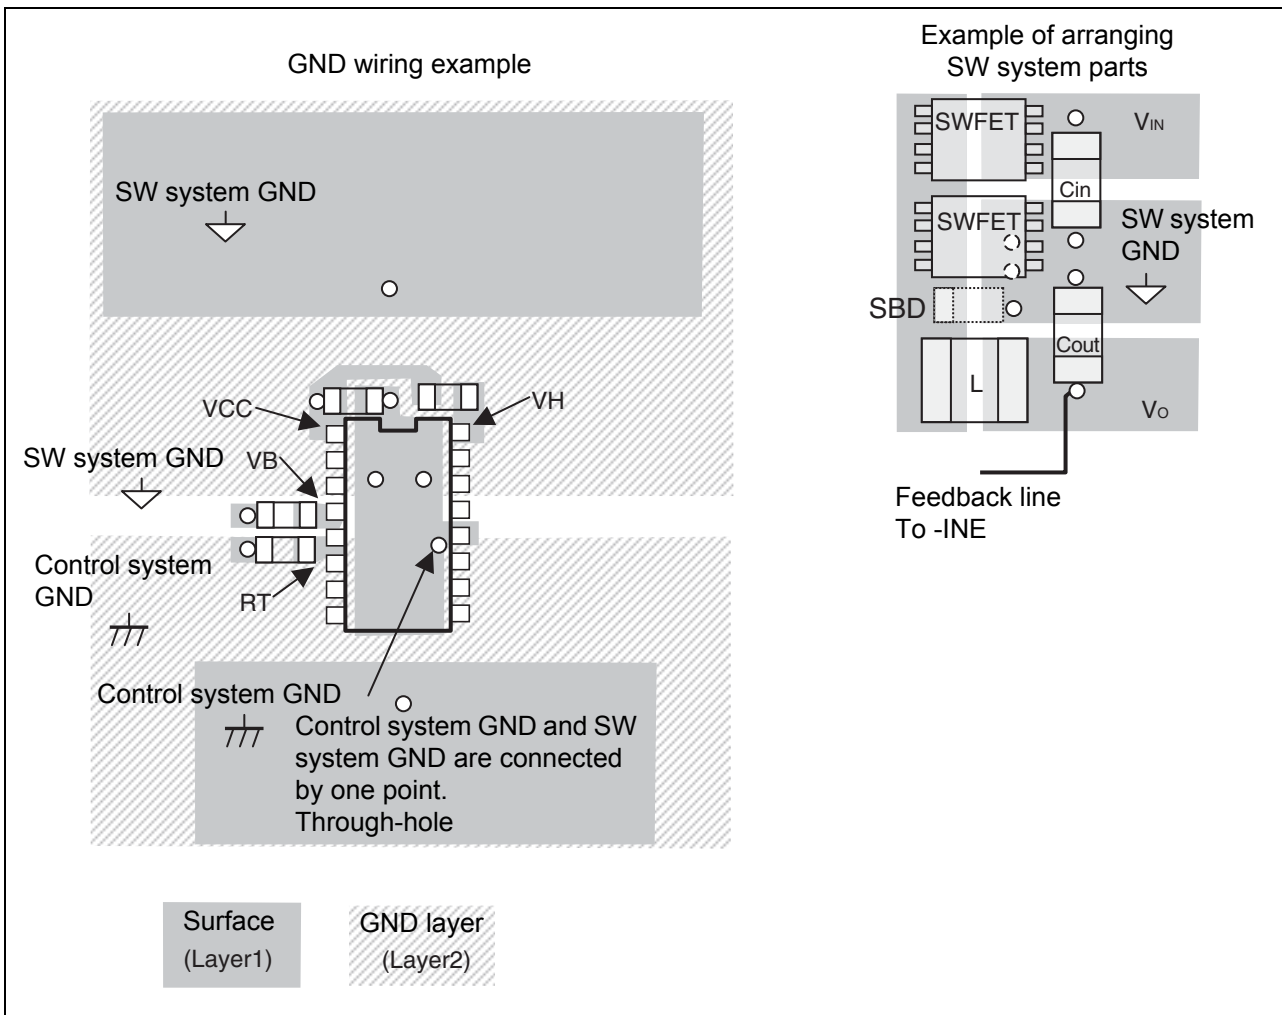 GND wiring example
SW system GND
VCC
VH
SW system GND
VB
Control system
GND
RT
Control system GND
Control system GND and SW
system GND are connected
by one point.
Through-hole
Surface
(Layer1)
GND layer
(Layer2)
Example of arranging
SW system parts
SWFET
VIN
Cin
SWFET
SW system
GND
SBD
Cout
L
VO
Feedback line
To -INE